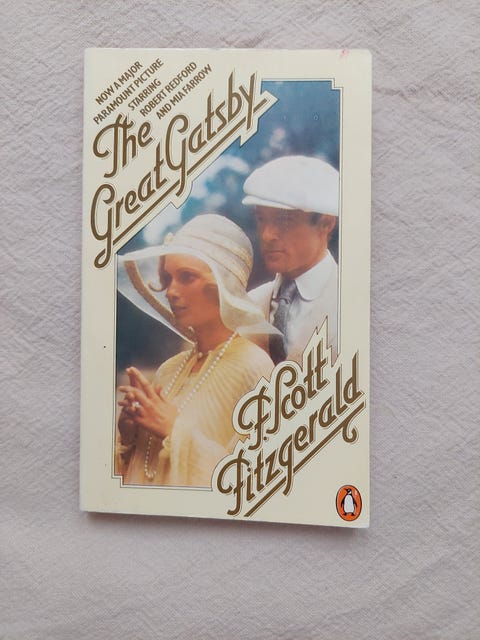 NOW A MAJOR
PARAMOUNT PICTURE
STARRING
ROBERT REDFORD
AND MIA FARROW
The
Great Gatsby
F. Scott
Fitzgerald